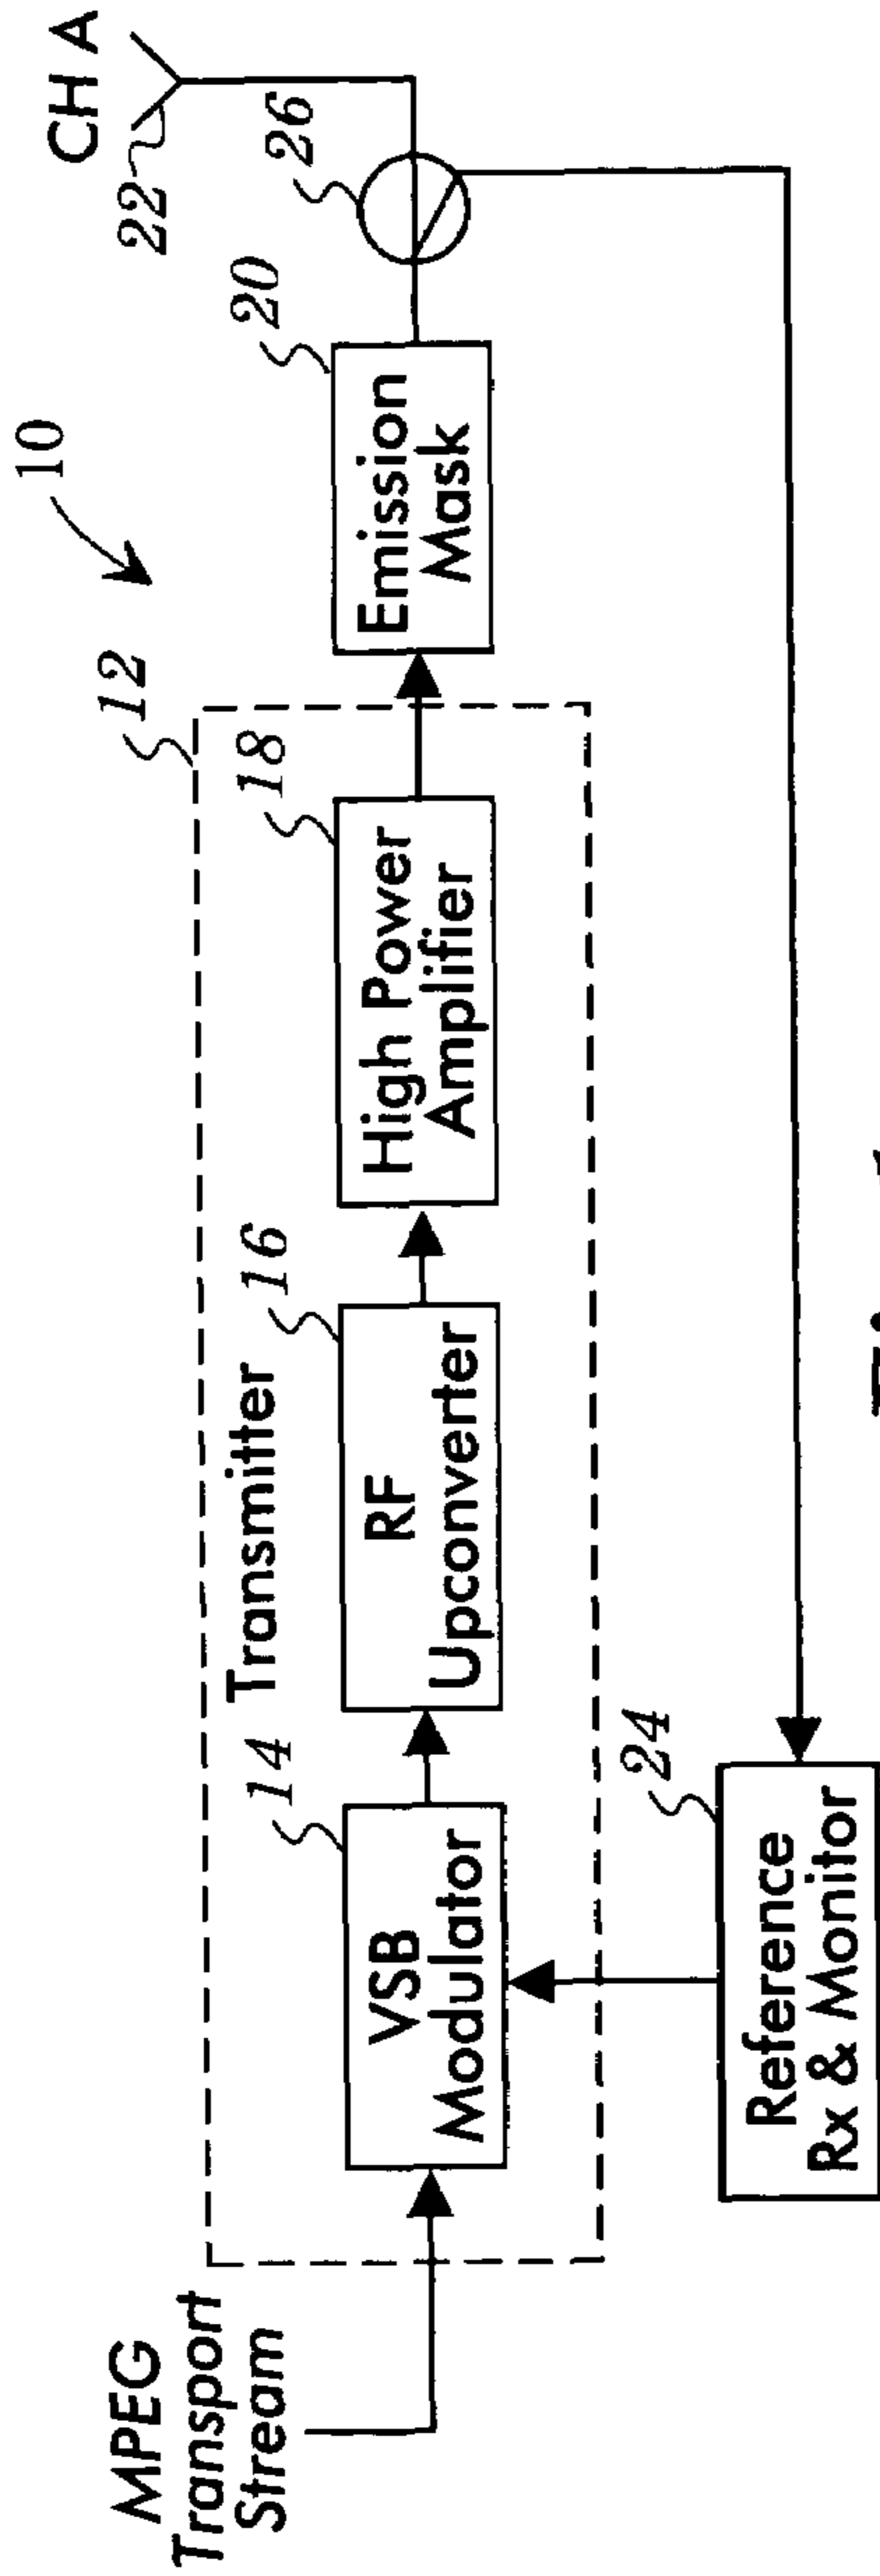 MPEG
Transport
Stream
12
10
Transmitter
14
VSB
Modulator
16
RF
Upconverter
18
High Power
Amplifier
20
Emission
Mask
26
22
CH A
24
Reference
Rx & Monitor